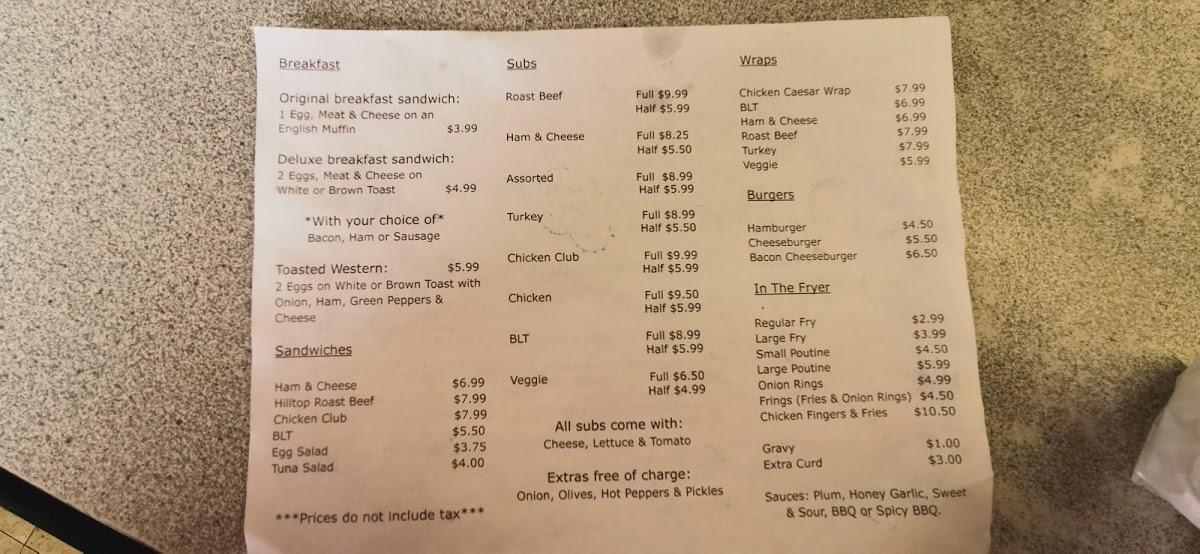 Breakfast
Original breakfast sandwich:
1 Egg, Meat & Cheese on an
English Muffin $3.99
Deluxe breakfast sandwich:
2 Eggs, Meat & Cheese on
White or Brown Toast $4.99
*With your choice of*
Bacon, Ham or Sausage
Toasted Western: $5.99
2 Eggs on White or Brown Toast with
Onion, Ham, Green Peppers &
Cheese
Sandwiches
Ham & Cheese $6.99
Hilltop Roast Beef $7.99
Chicken Club $7.99
BLT $5.50
Egg Salad $3.75
Tuna Salad $4.00
***Prices do not include tax***
Subs
Roast Beef Full $9.99
Half $5.99
Ham & Cheese Full $8.25
Half $5.50
Assorted Full $8.99
Half $5.99
Turkey Full $8.99
Half $5.50
Chicken Club Full $9.99
Half $5.99
Chicken Full $9.50
Half $5.99
BLT Full $8.99
Half $5.99
Veggie Full $6.50
Half $4.99
All subs come with:
Cheese, Lettuce & Tomato
Extras free of charge:
Onion, Olives, Hot Peppers & Pickles
Wraps
Chicken Caesar Wrap $7.99
BLT $6.99
Ham & Cheese $6.99
Roast Beef $7.99
Turkey $7.99
Veggie $5.99
Burgers
Hamburger $4.50
Cheeseburger $5.50
Bacon Cheeseburger $6.50
In The Fryer
Regular Fry $2.99
Large Fry $3.99
Small Poutine $4.50
Large Poutine $5.99
Onion Rings $4.99
Frings (Fries & Onion Rings) $4.50
Chicken Fingers & Fries $10.50
Gravy $1.00
Extra Curd $3.00
Sauces: Plum, Honey Garlic, Sweet
& Sour, BBQ or Spicy BBQ.